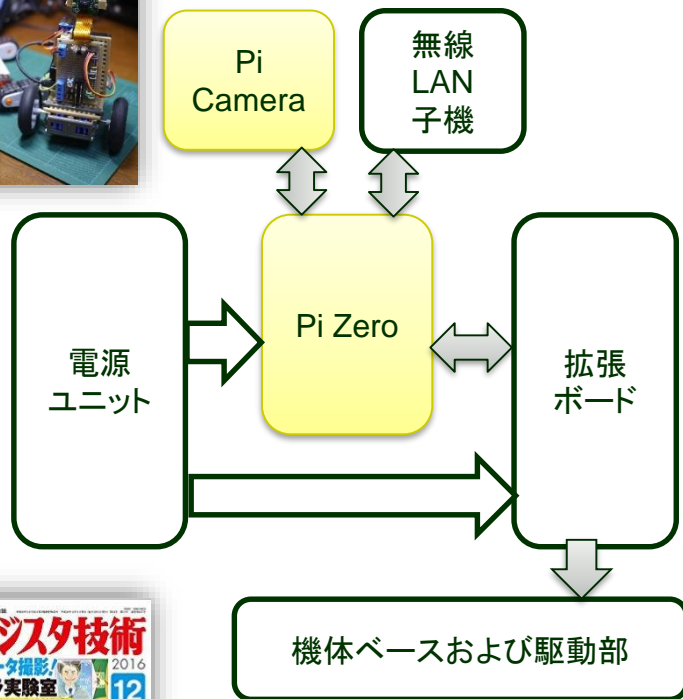 Pi
Camera
無線
LAN
子機
Pi Zero
電源
ユニット
拡張
ボード
機体ベースおよび駆動部
ジスタ技術
2016
ータ撮影!
実験室
12